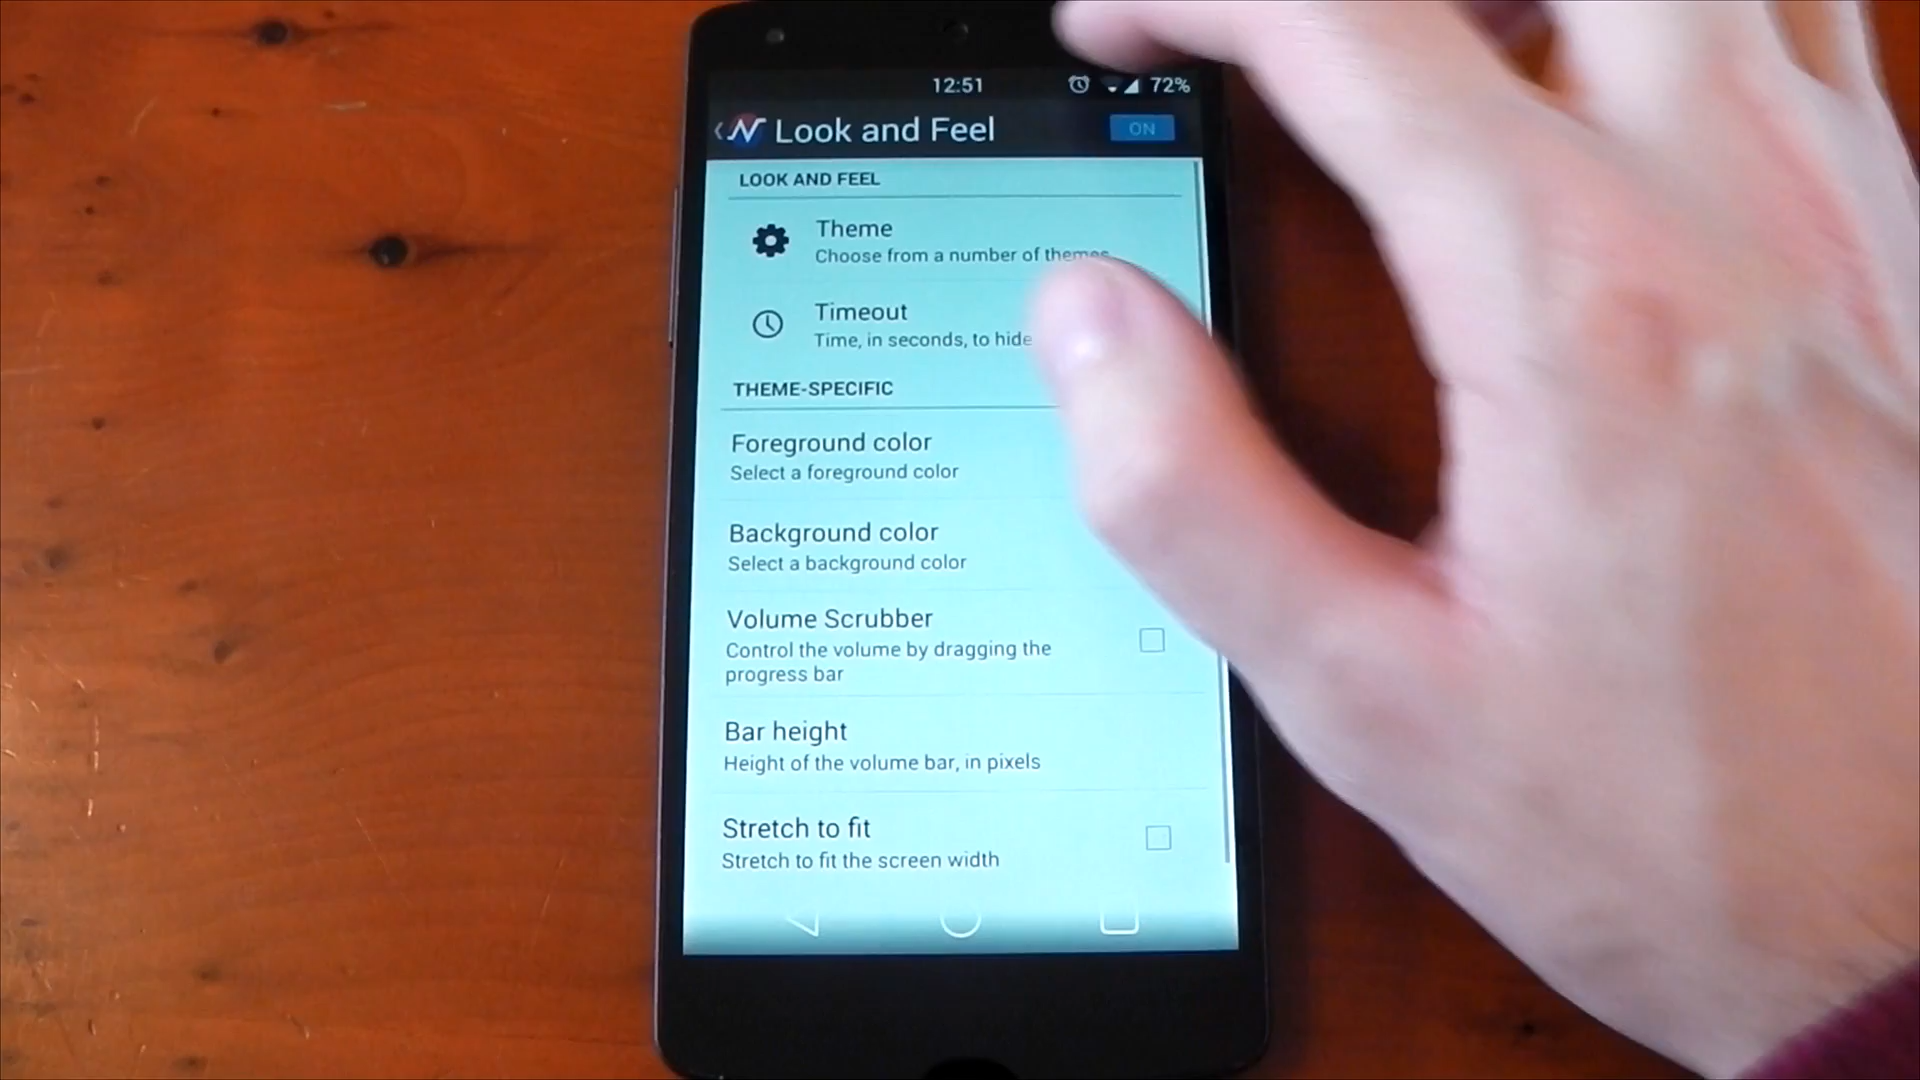 12:51
72%
Look and Feel
ON
LOOK AND FEEL
Theme
Choose from a number of themes
Timeout
Time, in seconds, to hide
THEME-SPECIFIC
Foreground color
Select a foreground color
Background color
Select a background color
Volume Scrubber
Control the volume by dragging the
progress bar
Bar height
Height of the volume bar, in pixels
Stretch to fit
Stretch to fit the screen width